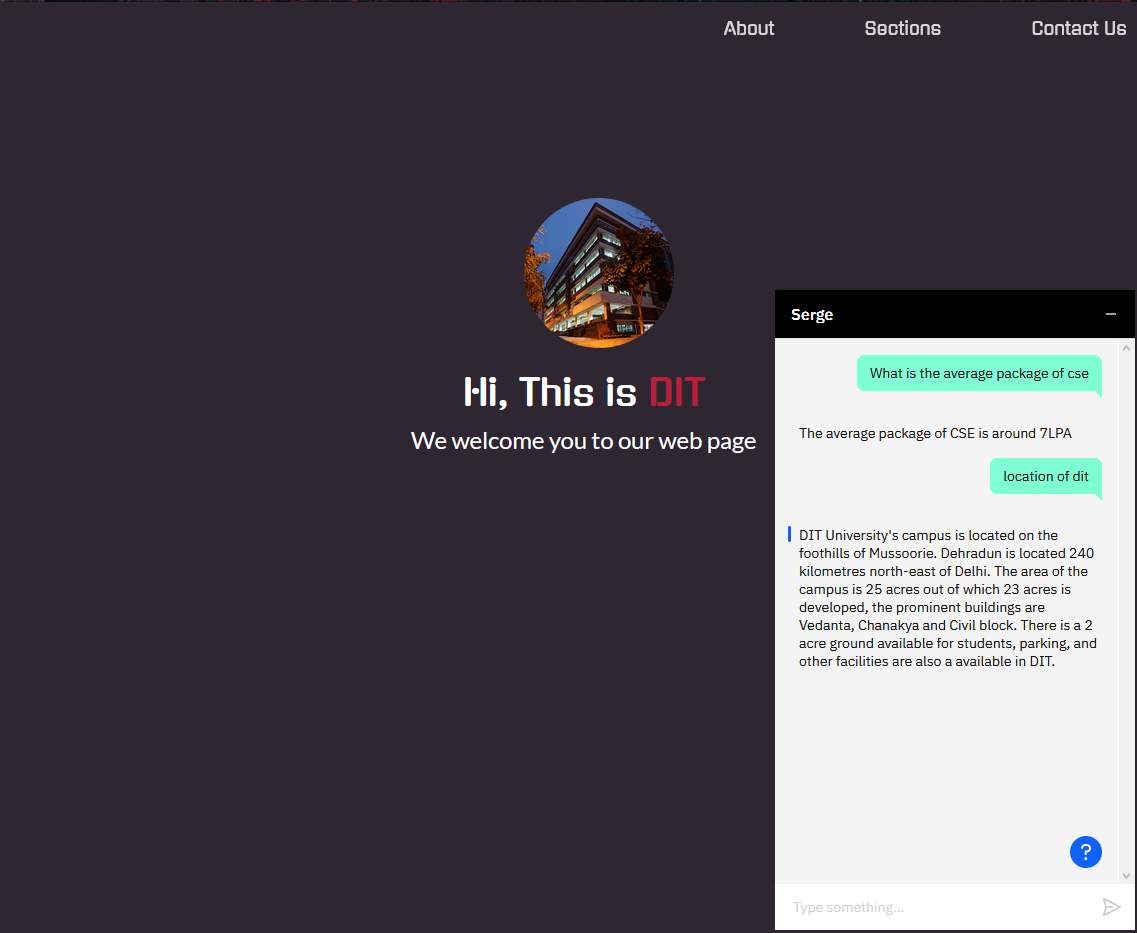 About Sections Contact Us
Hi, This is DIT
We welcome you to our web page
Serge
What is the average package of cse
The average package of CSE is around 7LPA
location of dit
DIT University's campus is located on the
foothills of Mussoorie. Dehradun is located 240
kilometres north-east of Delhi. The area of the
campus is 25 acres out of which 23 acres is
developed, the prominent buildings are
Vedanta, Chanakya and Civil block. There is a 2
acre ground available for students, parking, and
other facilities are also a available in DIT.
?
Type something...